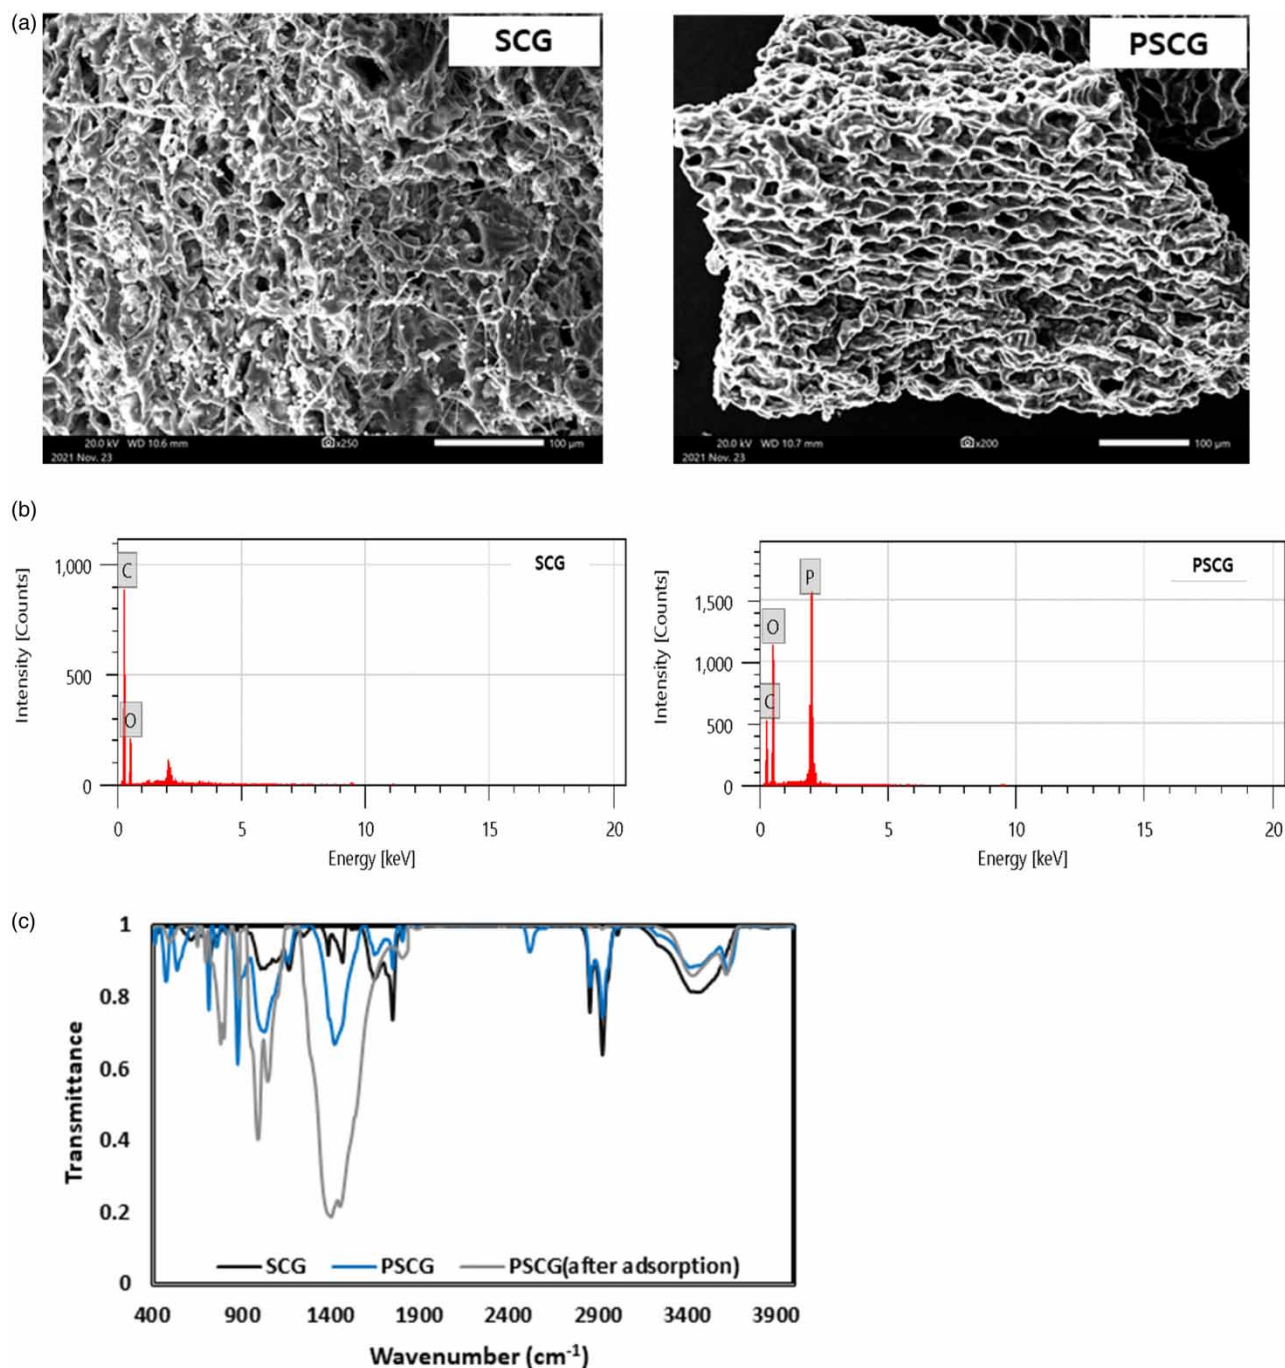 (a)
SCG
PSCG
20.0 kV WD 10.6 mm x250 100 µm
2021 Nov. 23
20.0 kV WD 10.7 mm x200 100 µm
2021 Nov. 23
(b)
Intensity [Counts]
1,000
500
0
C
O
SCG
0 5 10 15 20
Energy [keV]
Intensity [Counts]
1,500
1,000
500
0
P
O
C
PSCG
0 5 10 15 20
Energy [keV]
(c)
Transmittance
1
0.8
0.6
0.4
0.2
0
SCG PSCG PSCG(after adsorption)
400 900 1400 1900 2400 2900 3400 3900
Wavenumber (cm⁻¹)